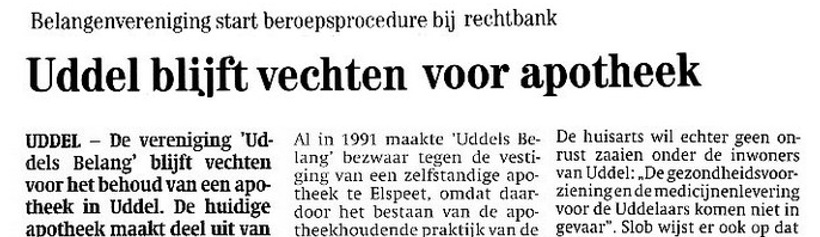 Belangenvereniging start beroepsprocedure bij rechtbank
Uddel blijft vechten voor apotheek
UDDEL – De vereniging 'Ud-
dels Belang' blijft vechten
voor het behoud van een apo-
theek in Uddel. De huidige
apotheek maakt deel uit van
Al in 1991 maakte 'Uddels Be-
lang' bezwaar tegen de vesti-
ging van een zelfstandige apo-
theek te Elspeet, omdat daar-
door het bestaan van de apo-
theekhoudende praktijk van de
De huisarts wil echter geen on-
rust zaaien onder de inwoners
van Uddel: „De gezondheidsvoor-
zieningen en de medicijnenlevering
voor de Uddelaars komen niet in
gevaar”. Slob wijst er ook op dat